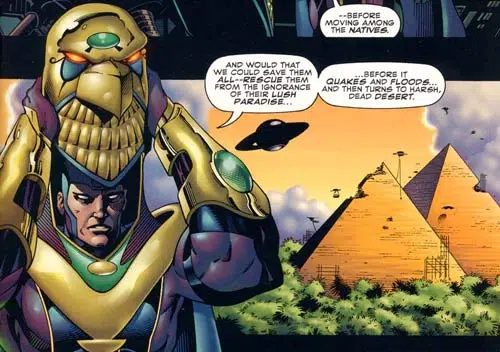 --BEFORE
MOVING AMONG
THE NATIVES.
AND WOULD THAT
WE COULD SAVE THEM
ALL--RESCUE THEM
FROM THE IGNORANCE
OF THEIR LUSH
PARADISE...
...BEFORE IT
QUAKES AND FLOODS...
AND THEN TURNS TO HARSH,
DEAD DESERT.